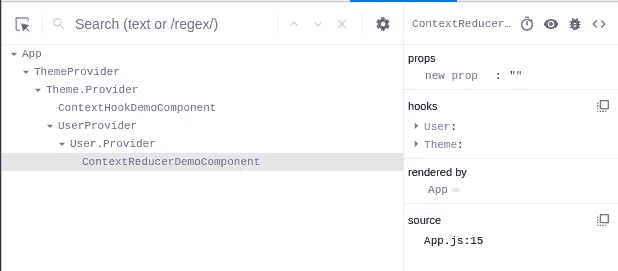 Search (text or /regex/)
App
ThemeProvider
Theme.Provider
ContextHookDemoComponent
UserProvider
User.Provider
ContextReducerDemoComponent
ContextReducer…
props
new prop : ""
hooks
User:
Theme:
rendered by
App
source
App.js:15